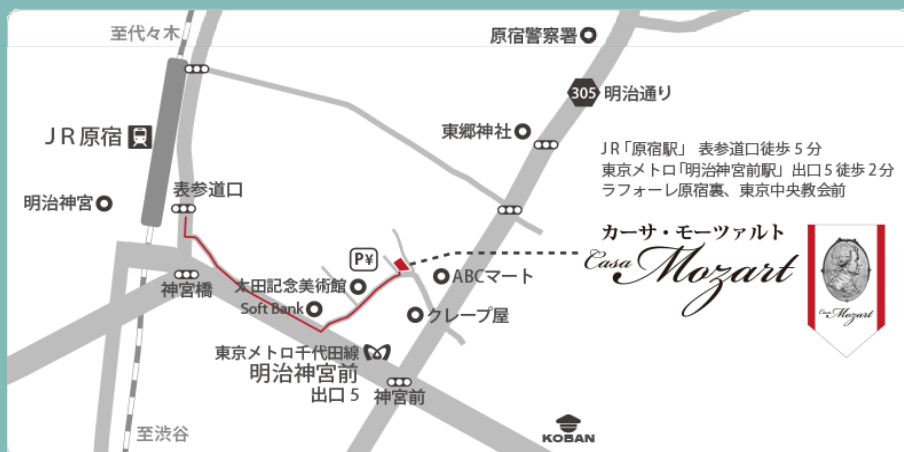 至代々木
原宿警察署
305 明治通り
JR原宿
東郷神社
JR「原宿駅」 表参道口徒歩5分
東京メトロ「明治神宮前駅」出口5徒歩2分
ラフォーレ原宿裏、東京中央教会前
明治神宮
表参道口
カーサ・モーツァルト
Casa Mozart
Casa Mozart
P¥
神宮橋
太田記念美術館
ABCマート
Soft Bank
クレープ屋
東京メトロ千代田線
明治神宮前
出口5
神宮前
至渋谷
KOBAN